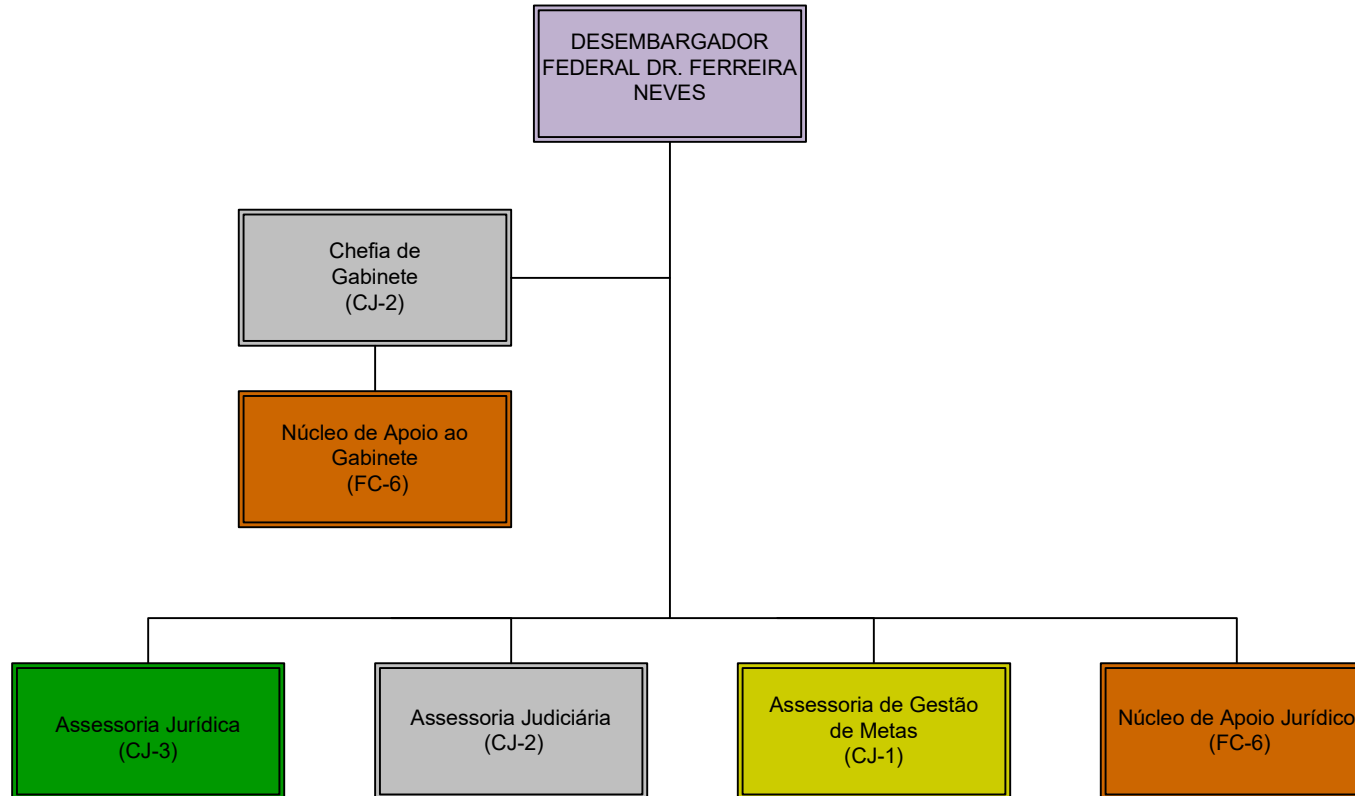 DESEMBARGADOR
FEDERAL DR. FERREIRA
NEVES
Chefia de
Gabinete
(CJ-2)
Núcleo de Apoio ao
Gabinete
(FC-6)
Assessoria Jurídica
(CJ-3)
Assessoria Judiciária
(CJ-2)
Assessoria de Gestão
de Metas
(CJ-1)
Núcleo de Apoio Jurídico
(FC-6)